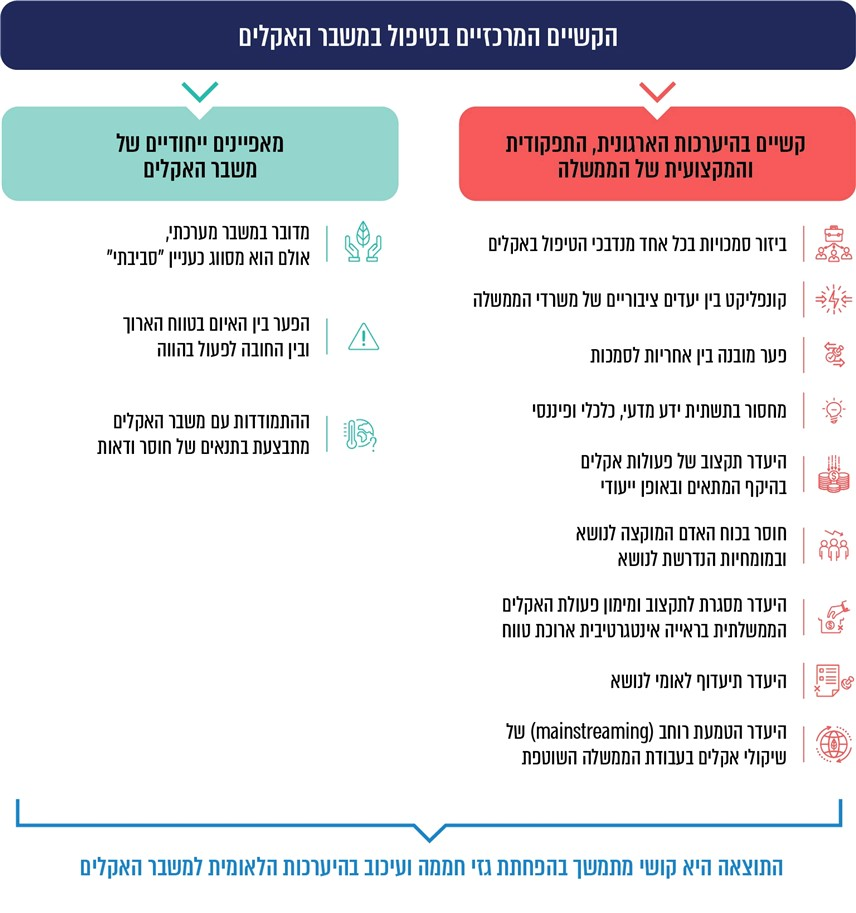 הקשיים המרכזיים בטיפול במשבר האקלים
קשיים בהיערכות הארגונית, התפקודית
והמקצועית של הממשלה
ביזור סמכויות בכל אחד מנדבכי הטיפול באקלים
קונפליקט בין יעדים ציבוריים של משרדי הממשלה
פער מובנה בין אחריות לסמכות
מחסור בתשתית ידע מדעי, כלכלי ופיננסי
היעדר תקצוב של פעולות אקלים
בהיקף המתאים ובאופן ייעודי
חוסר בכוח האדם המוקצה לנושא
ובמומחיות הנדרשת לנושא
היעדר מסגרת לתקצוב ומימון פעולת האקלים
הממשלתית בראייה אינטגרטיבית ארוכת טווח
היעדר תיעדוף לאומי לנושא
היעדר הטמעת רוחב (mainstreaming) של
שיקולי אקלים בעבודת הממשלה השוטפת
מאפיינים ייחודיים של
משבר האקלים
מדובר במשבר מערכתי,
אולם הוא מסווג כעניין "סביבתי"
הפער בין האיום בטווח הארוך
ובין החובה לפעול בהווה
ההתמודדות עם משבר האקלים
מתבצעת בתנאים של חוסר ודאות
התוצאה היא קושי מתמשך בהפחתת גזי חממה ועיכוב בהיערכות הלאומית למשבר האקלים